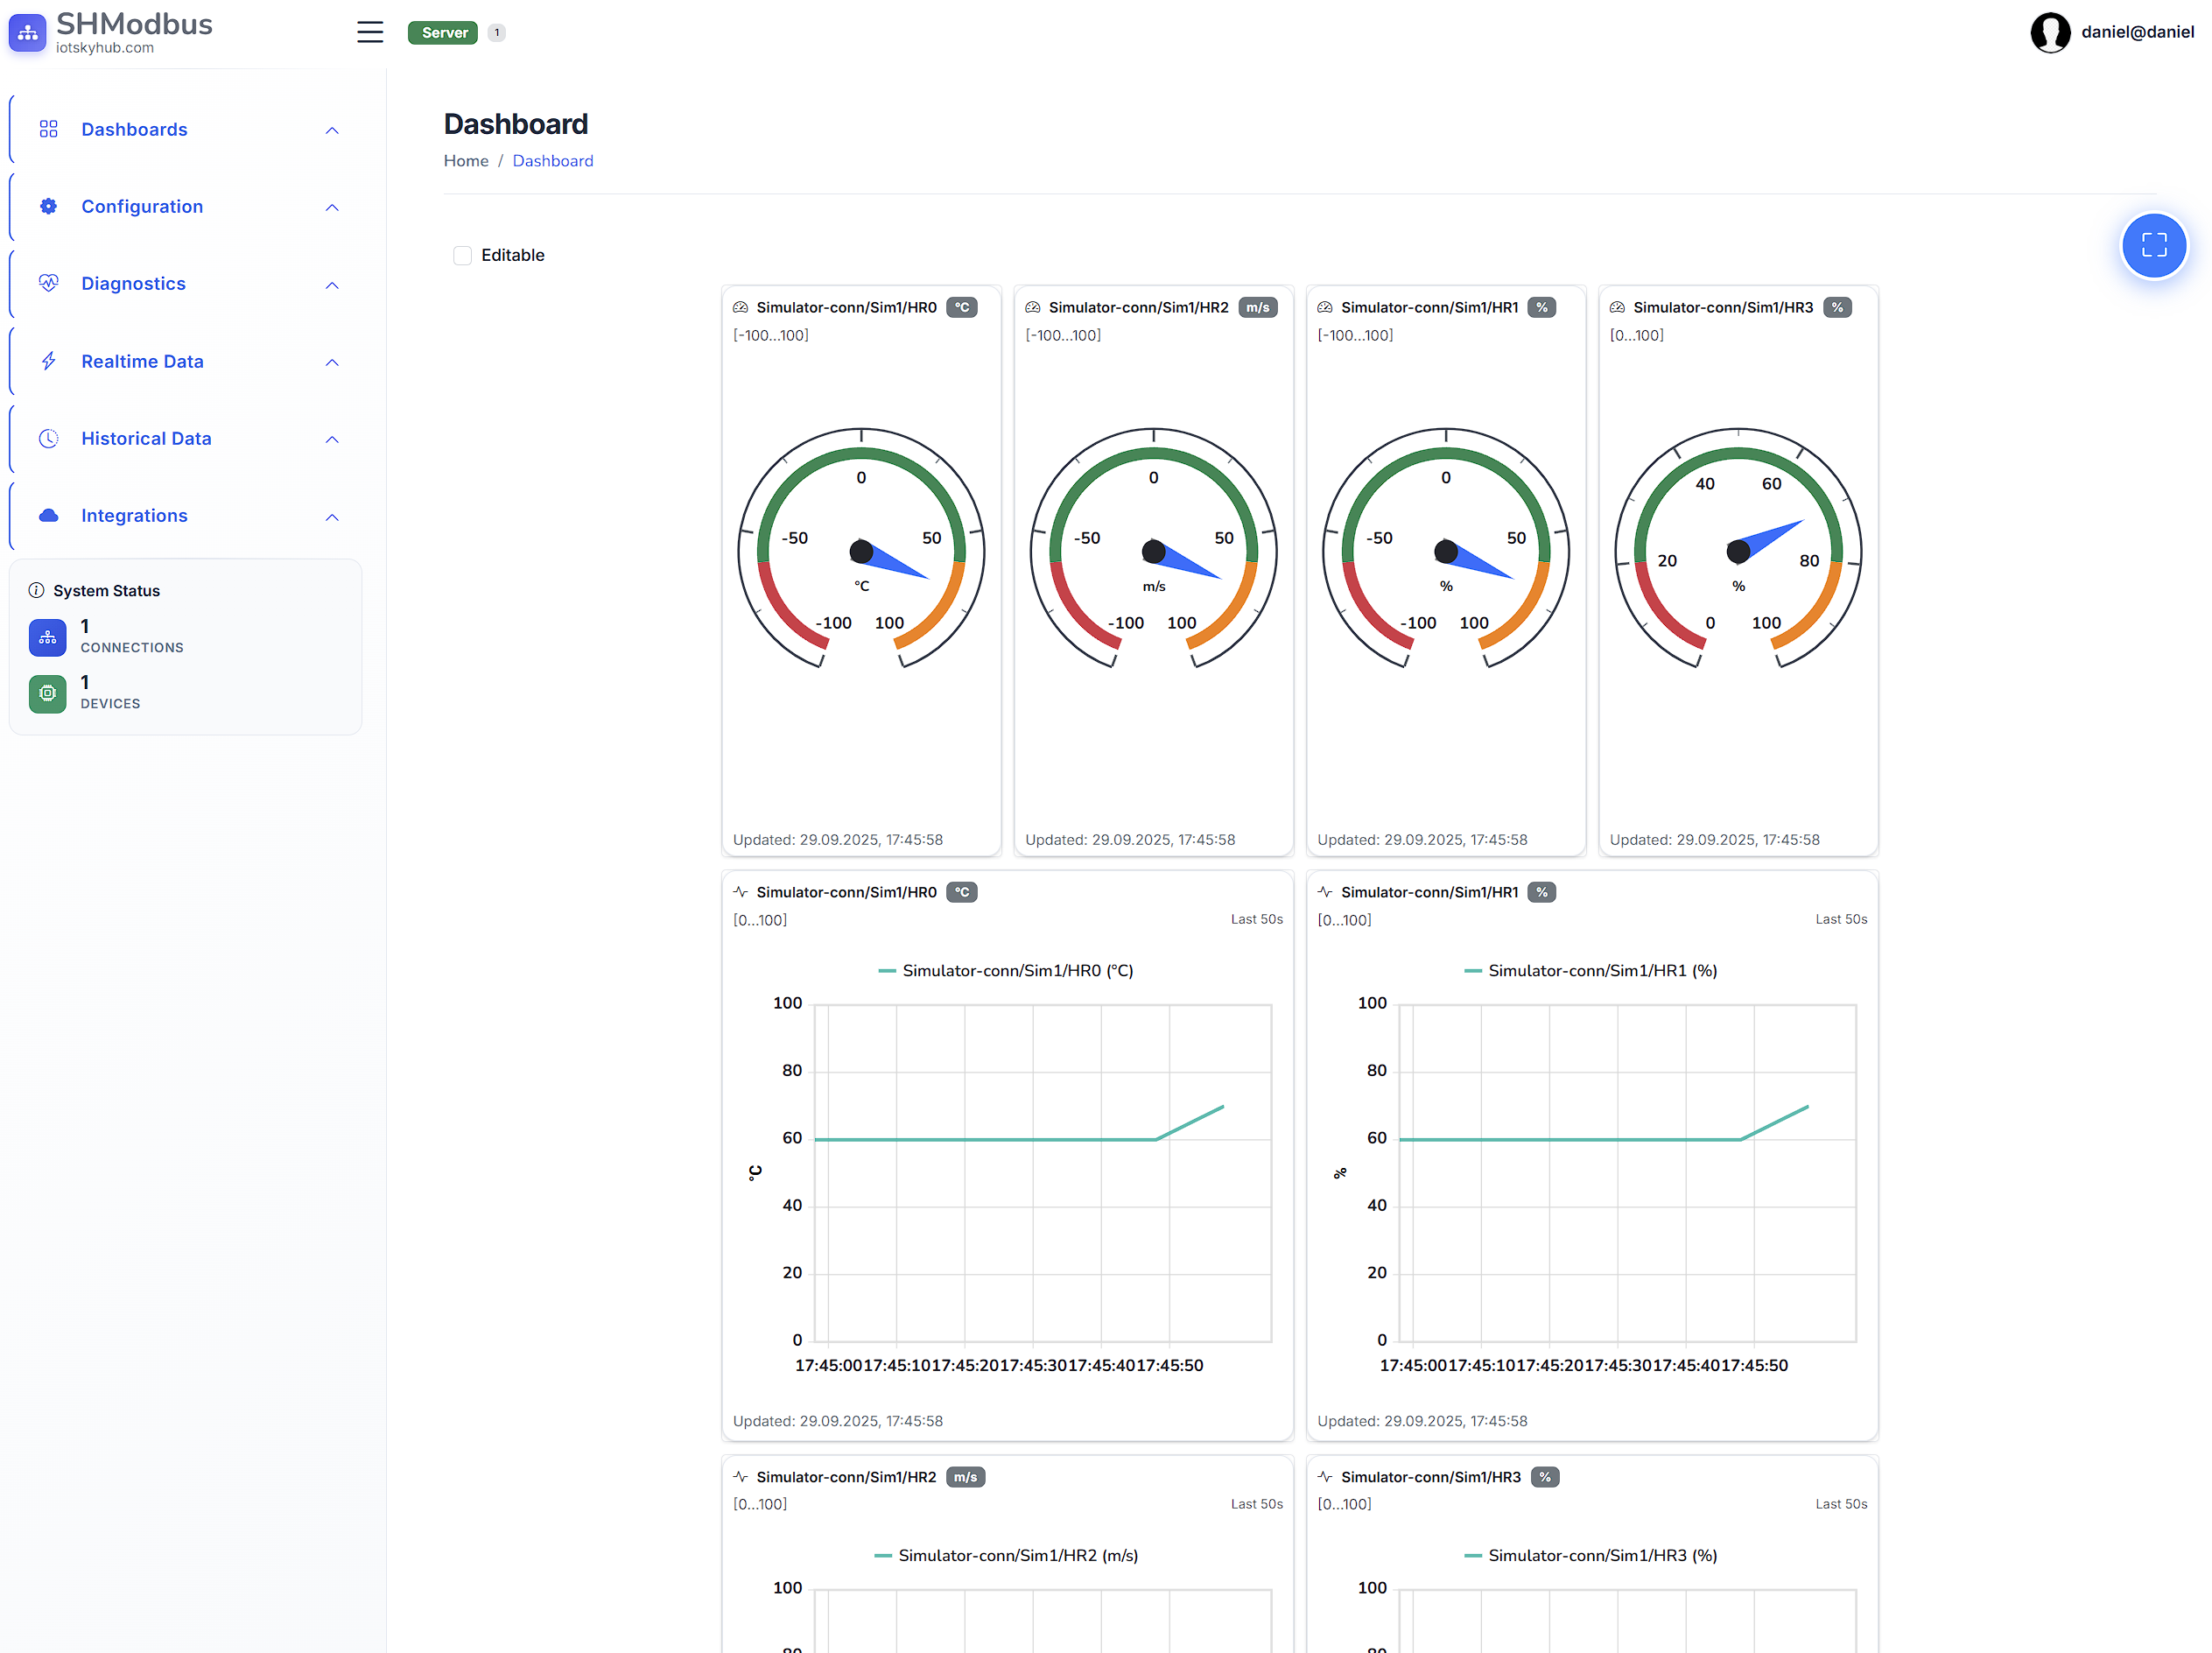 SHModbus
iotskyhub.com
Server 1
daniel@daniel
Dashboards
Configuration
Diagnostics
Realtime Data
Historical Data
Integrations
System Status
1
CONNECTIONS
1
DEVICES
Dashboard
Home / Dashboard
Editable
Simulator-conn/Sim1/HR0 °C
[-100...100]
0
-50 50
°C
-100 100
Updated: 29.09.2025, 17:45:58
Simulator-conn/Sim1/HR2 m/s
[-100...100]
0
-50 50
m/s
-100 100
Updated: 29.09.2025, 17:45:58
Simulator-conn/Sim1/HR1 %
[-100...100]
0
-50 50
%
-100 100
Updated: 29.09.2025, 17:45:58
Simulator-conn/Sim1/HR3 %
[0...100]
40 60
20 80
%
0 100
Updated: 29.09.2025, 17:45:58
Simulator-conn/Sim1/HR0 °C
[0...100] Last 50s
Simulator-conn/Sim1/HR0 (°C)
100
80
60
°C
40
20
0
17:45:00 17:45:10 17:45:20 17:45:30 17:45:40 17:45:50
Updated: 29.09.2025, 17:45:58
Simulator-conn/Sim1/HR1 %
[0...100] Last 50s
Simulator-conn/Sim1/HR1 (%)
100
80
60
%
40
20
0
17:45:00 17:45:10 17:45:20 17:45:30 17:45:40 17:45:50
Updated: 29.09.2025, 17:45:58
Simulator-conn/Sim1/HR2 m/s
[0...100] Last 50s
Simulator-conn/Sim1/HR2 (m/s)
100
80
Simulator-conn/Sim1/HR3 %
[0...100] Last 50s
Simulator-conn/Sim1/HR3 (%)
100
80